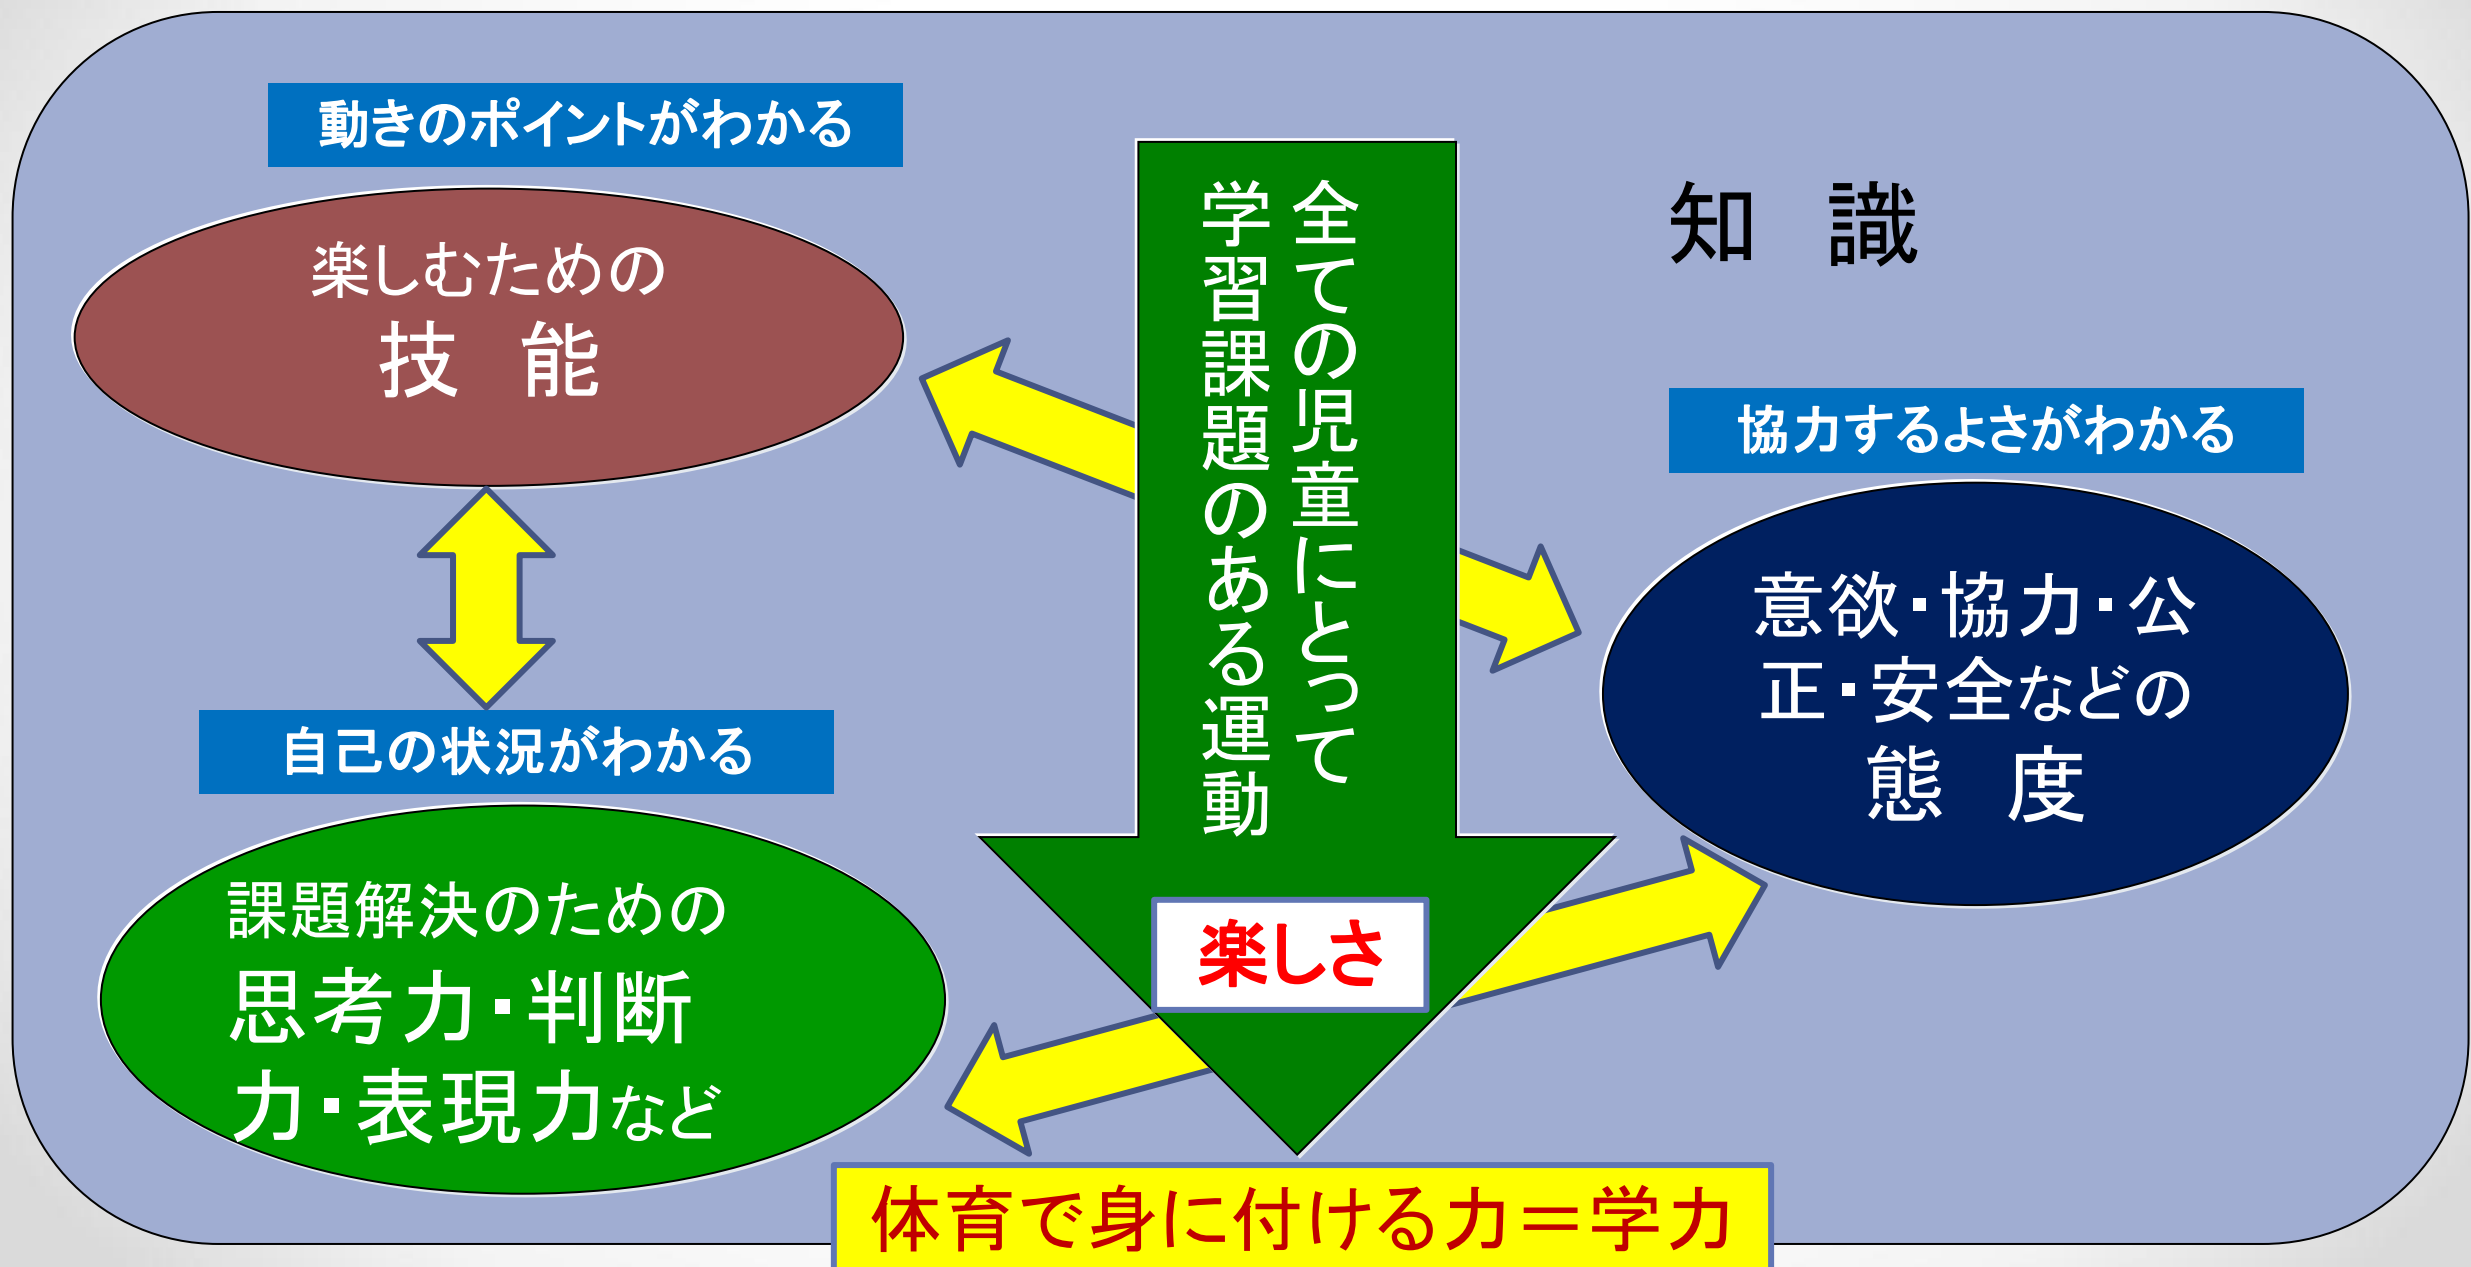 動きのポイントがわかる
楽しむための
技　能
全ての児童にとって
学習課題のある運動
知　識
協力するよさがわかる
意欲・協力・公
正・安全などの
態　度
自己の状況がわかる
課題解決のための
思考力・判断
力・表現力など
楽しさ
体育で身に付ける力＝学力